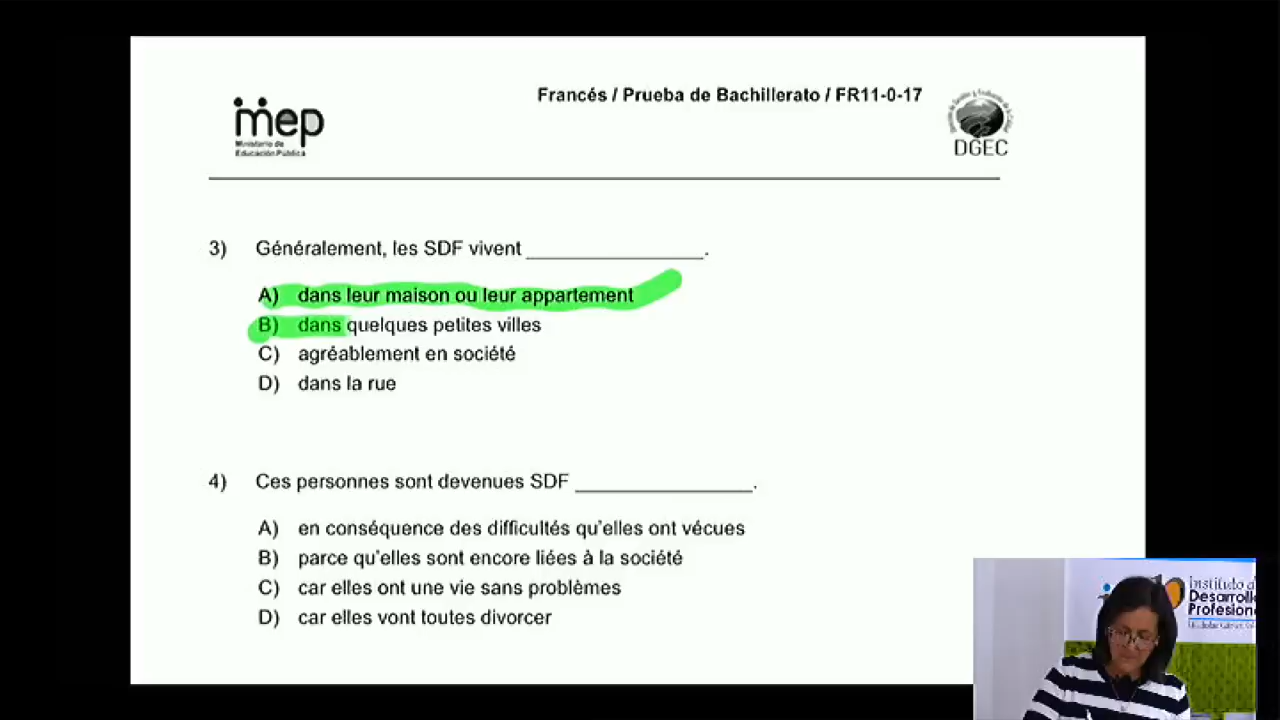 Francés / Prueba de Bachillerato / FR11-0-17
mep
Ministerio de
Educación Pública
DGEC
3) Généralement, les SDF vivent ________________.
A) dans leur maison ou leur appartement
B) dans quelques petites villes
C) agréablement en société
D) dans la rue
4) Ces personnes sont devenues SDF ________________.
A) en conséquence des difficultés qu'elles ont vécues
B) parce qu'elles sont encore liées à la société
C) car elles ont une vie sans problèmes
D) car elles vont toutes divorcer
Instituto d
Desarroll
Profesion